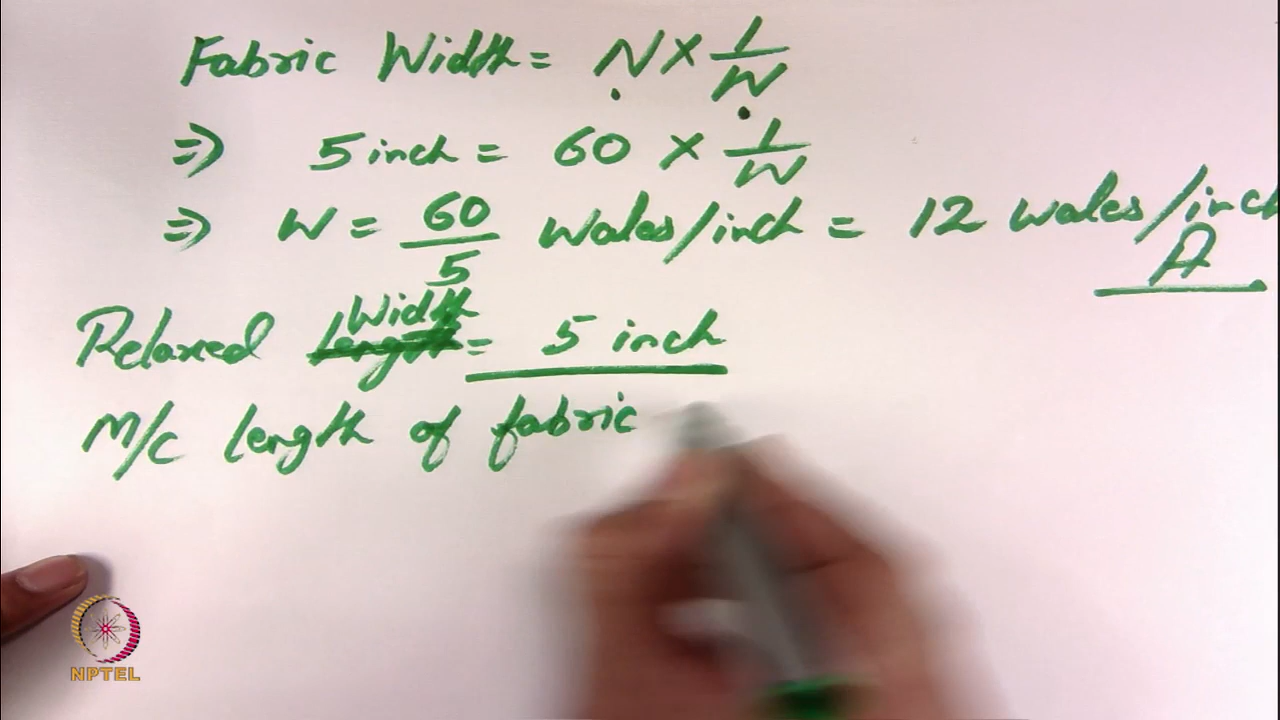 Fabric Width = N × 1/W
⇒ 5 inch = 60 × 1/W
⇒ W = 60/5 wales/inch = 12 wales/inch
A
Relaxed Width = 5 inch
M/c length of fabric
NPTEL